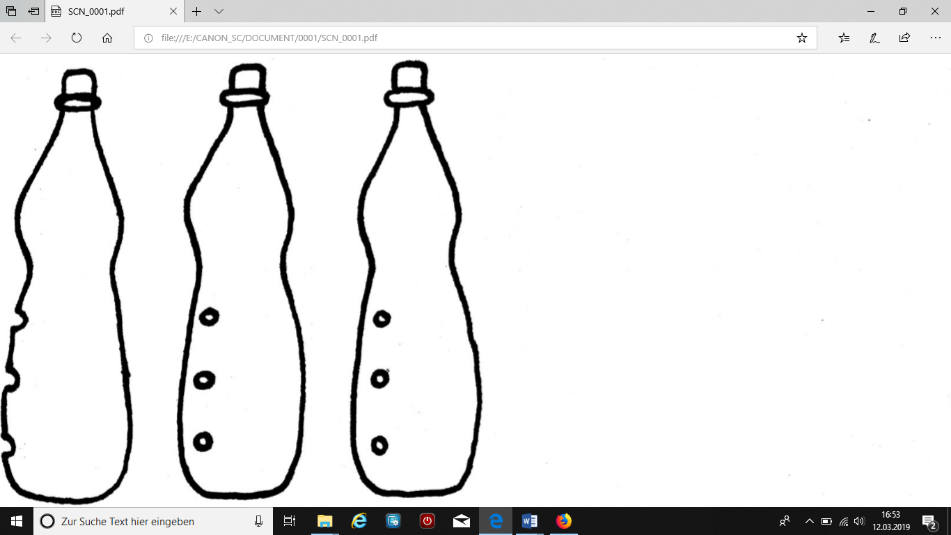 SCN_0001.pdf
file:///E:/CANON_SC/DOCUMENT/0001/SCN_0001.pdf
Zur Suche Text hier eingeben
16:53
12.03.2019
2